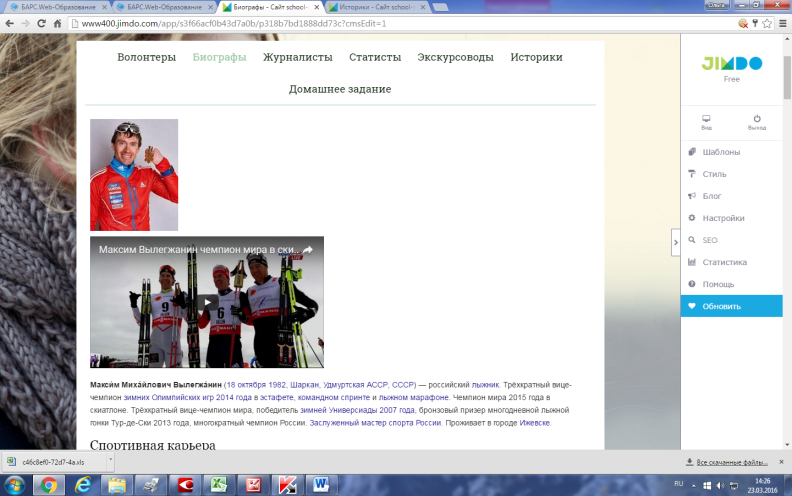 БАРС.Web-Образование
БАРС.Web-Образование
Биографы - Сайт school-
Историки - Сайт school-
Ольга
www400.jimdo.com/app/s3f66acf0b43d7a0b/p318b7bd1888dd73c?cmsEdit=1
Волонтеры Биографы Журналисты Статисты Экскурсоводы Историки
Домашнее задание
Максим Вылегжанин чемпион мира в ски...
Макси́м Миха́йлович Вылегжа́нин (18 октября 1982, Шаркан, Удмуртская АССР, СССР) — российский лыжник. Трёхкратный вице-
чемпион зимних Олимпийских игр 2014 года в эстафете, командном спринте и лыжном марафоне. Чемпион мира 2015 года в
скиатлоне. Трёхкратный вице-чемпион мира, победитель зимней Универсиады 2007 года, бронзовый призер многодневной лыжной
гонки Тур-де-Ски 2013 года, многократный чемпион России. Заслуженный мастер спорта России. Проживает в городе Ижевске.
Спортивная карьера
JIMDO
Free
Вид Выход
Шаблоны
Стиль
Блог
Настройки
SEO
Статистика
Помощь
Обновить
c46c8ef0-72d7-4a.xls
Все скачанные файлы...
RU
14:26
23.03.2016